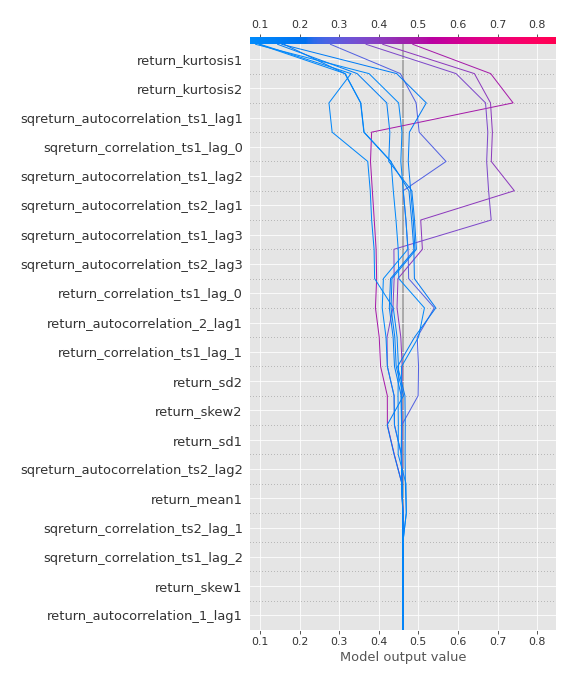 0.1 0.2 0.3 0.4 0.5 0.6 0.7 0.8
return_kurtosis1
return_kurtosis2
sqreturn_autocorrelation_ts1_lag1
sqreturn_correlation_ts1_lag_0
sqreturn_autocorrelation_ts1_lag2
sqreturn_autocorrelation_ts2_lag1
sqreturn_autocorrelation_ts1_lag3
sqreturn_autocorrelation_ts2_lag3
return_correlation_ts1_lag_0
return_autocorrelation_2_lag1
return_correlation_ts1_lag_1
return_sd2
return_skew2
return_sd1
sqreturn_autocorrelation_ts2_lag2
return_mean1
sqreturn_correlation_ts2_lag_1
sqreturn_correlation_ts1_lag_2
return_skew1
return_autocorrelation_1_lag1
0.1 0.2 0.3 0.4 0.5 0.6 0.7 0.8
Model output value